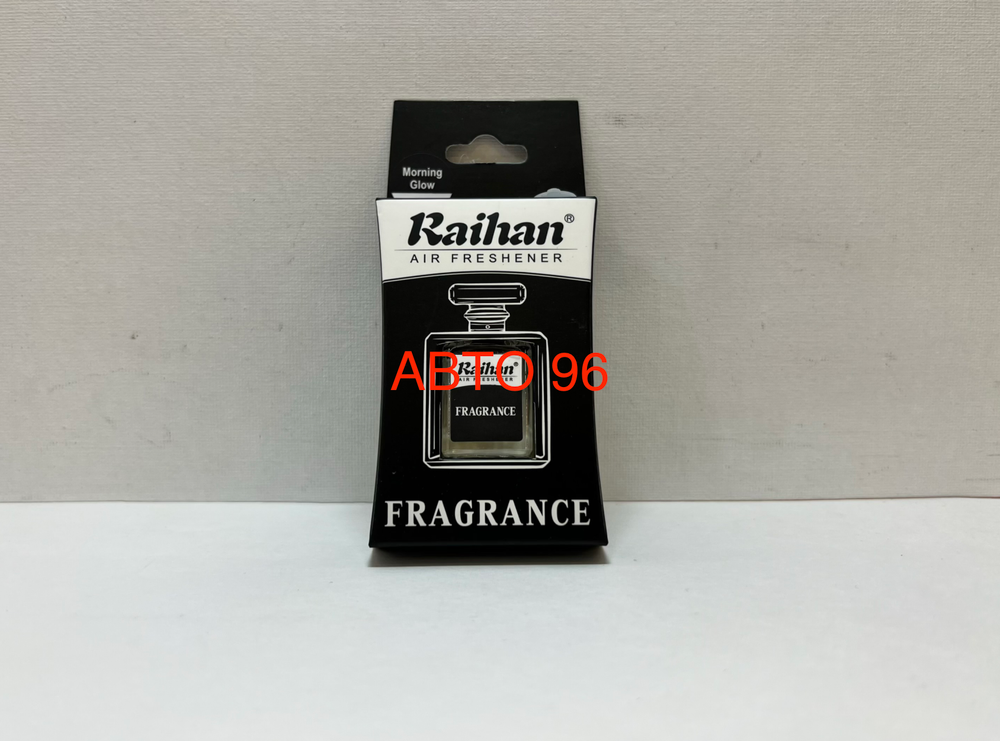 Morning
Glow
Raihan®
AIR FRESHENER
АВТО 96
Raihan®
AIR FRESHENER
FRAGRANCE
FRAGRANCE